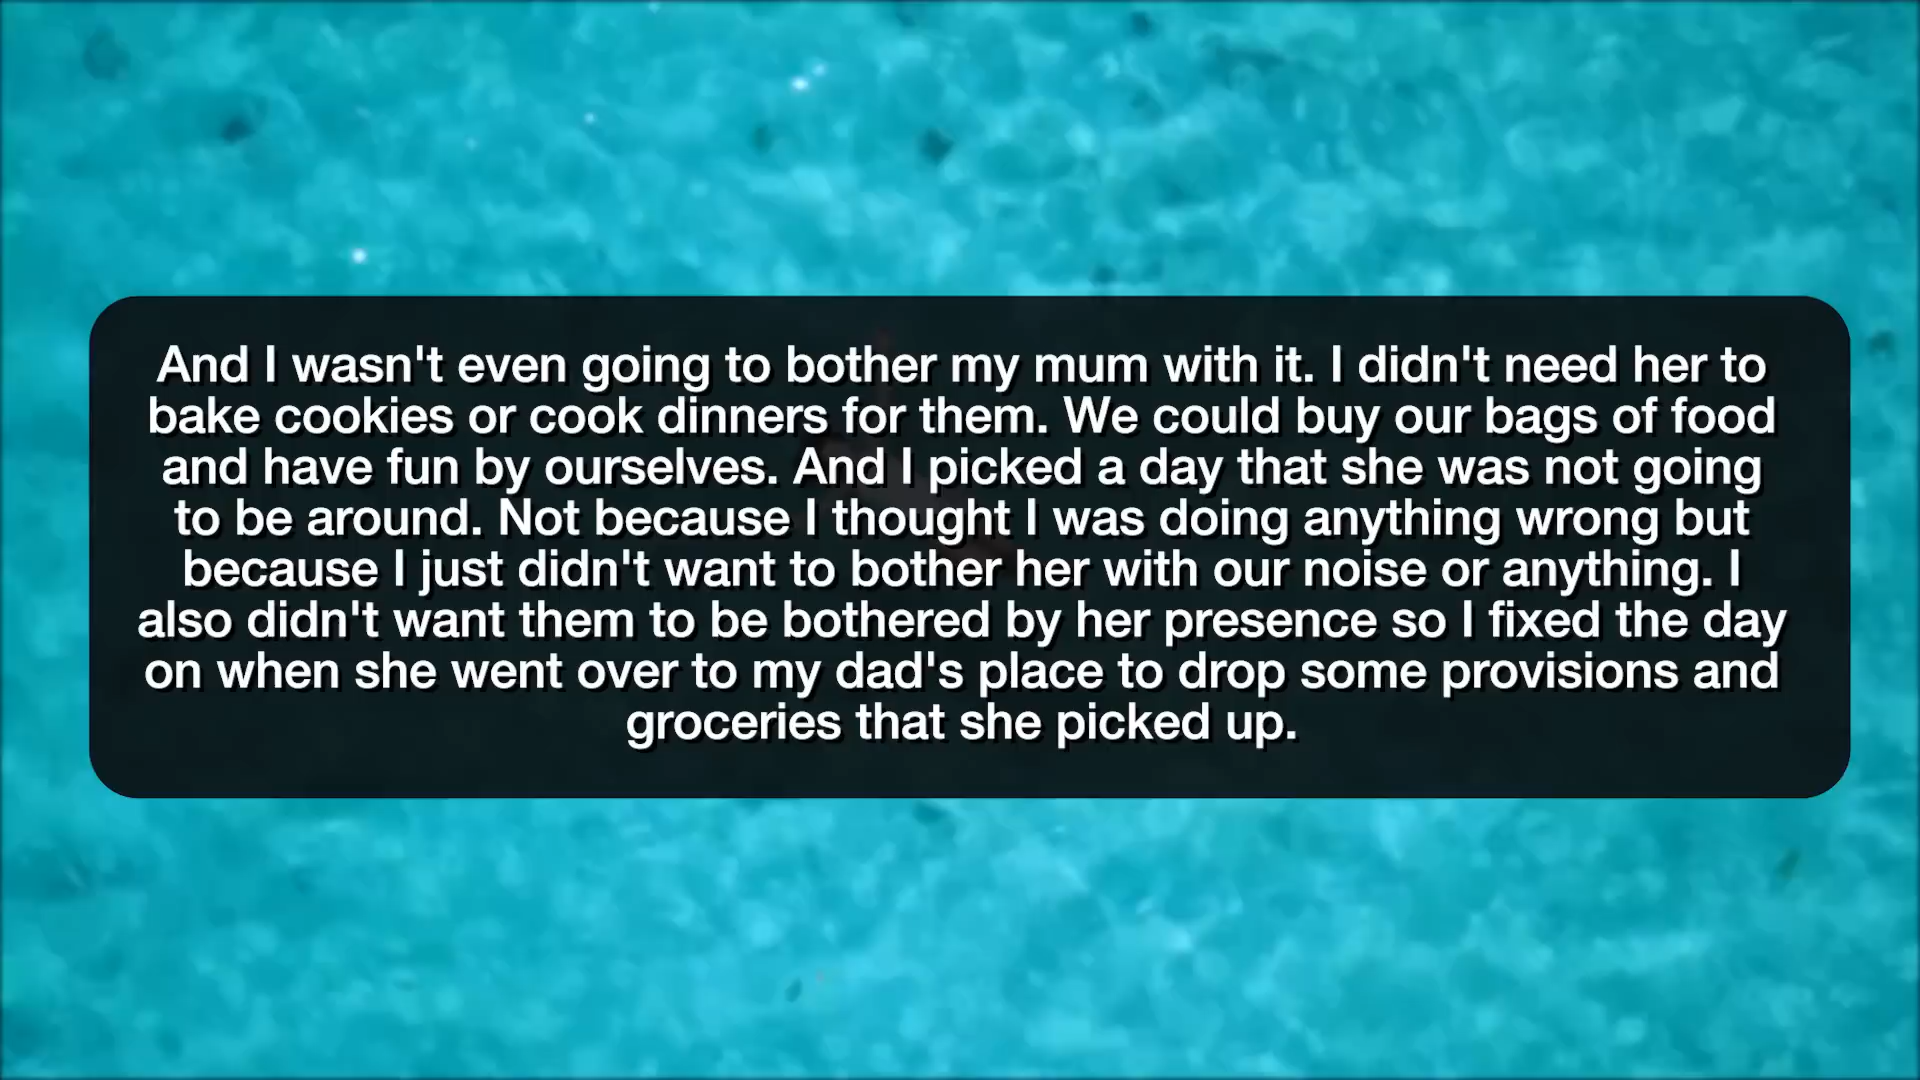 And I wasn't even going to bother my mum with it. I didn't need her to
bake cookies or cook dinners for them. We could buy our bags of food
and have fun by ourselves. And I picked a day that she was not going
to be around. Not because I thought I was doing anything wrong but
because I just didn't want to bother her with our noise or anything. I
also didn't want them to be bothered by her presence so I fixed the day
on when she went over to my dad's place to drop some provisions and
groceries that she picked up.